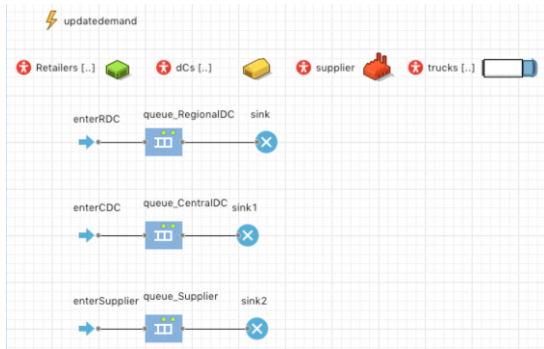 updatedemand
Retailers [..] dCs [..] supplier trucks [..]
enterRDC queue_RegionalDC sink
enterCDC queue_CentralDC sink1
enterSupplier queue_Supplier sink2